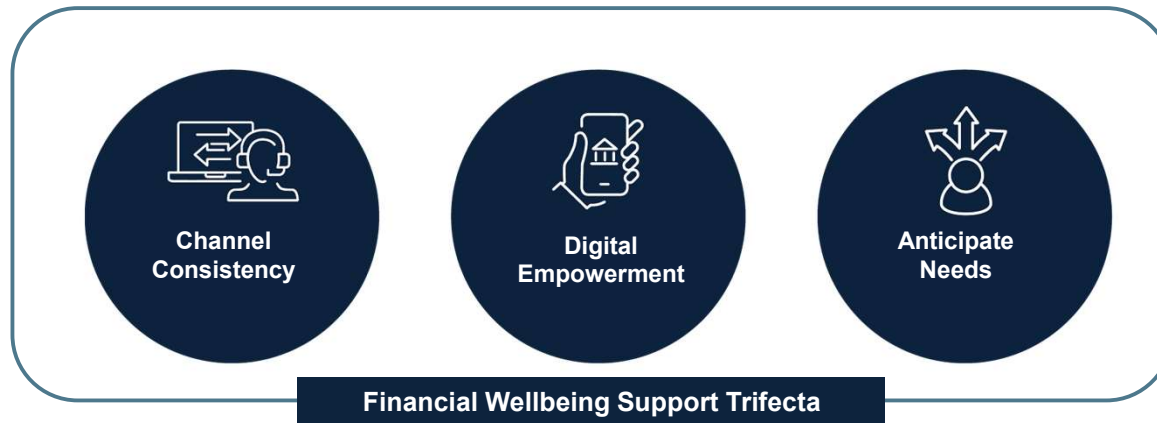 Channel
Consistency
Digital
Empowerment
Anticipate
Needs
Financial Wellbeing Support Trifecta